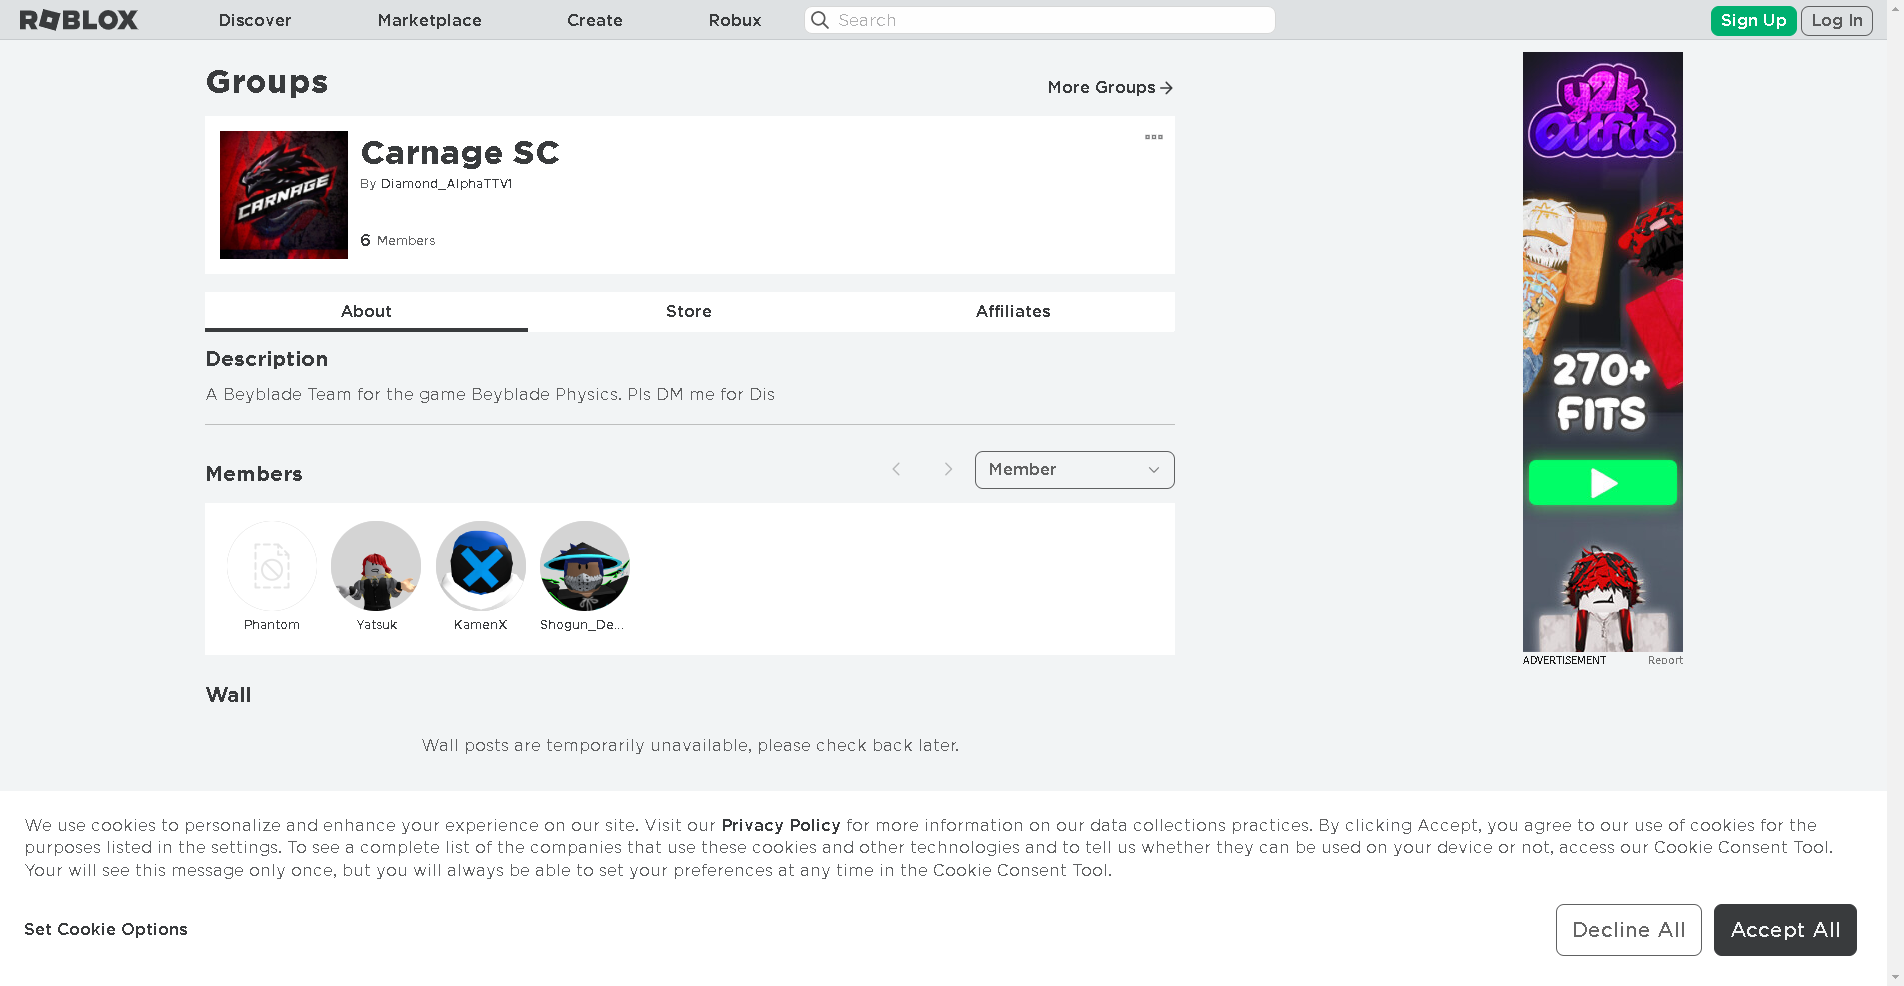 ROBLOX
Discover
Marketplace
Create
Robux
Search
Sign Up
Log In
Groups
More Groups
CARNAGE
Carnage SC
By Diamond_AlphaTTV1
6 Members
About
Store
Affiliates
Description
A Beyblade Team for the game Beyblade Physics. Pls DM me for Dis
Members
Member
Phantom
Yatsuk
KamenX
Shogun_De...
Wall
Wall posts are temporarily unavailable, please check back later.
y2k
Outfits
270+
FITS
ADVERTISEMENT
Report
We use cookies to personalize and enhance your experience on our site. Visit our Privacy Policy for more information on our data collections practices. By clicking Accept, you agree to our use of cookies for the
purposes listed in the settings. To see a complete list of the companies that use these cookies and other technologies and to tell us whether they can be used on your device or not, access our Cookie Consent Tool.
Your will see this message only once, but you will always be able to set your preferences at any time in the Cookie Consent Tool.
Set Cookie Options
Decline All
Accept All